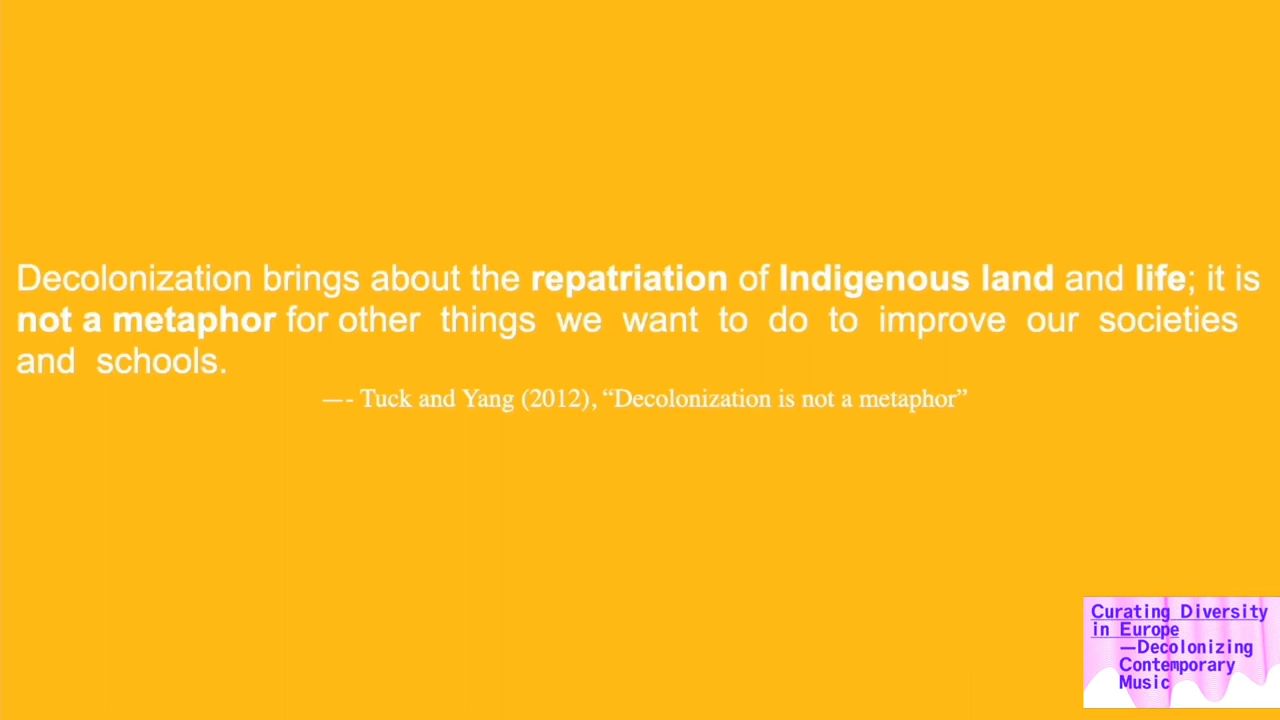 Decolonization brings about the repatriation of Indigenous land and life; it is
not a metaphor for other things we want to do to improve our societies
and schools.
—- Tuck and Yang (2012), “Decolonization is not a metaphor”
Curating Diversity
in Europe
—Decolonizing
Contemporary
Music